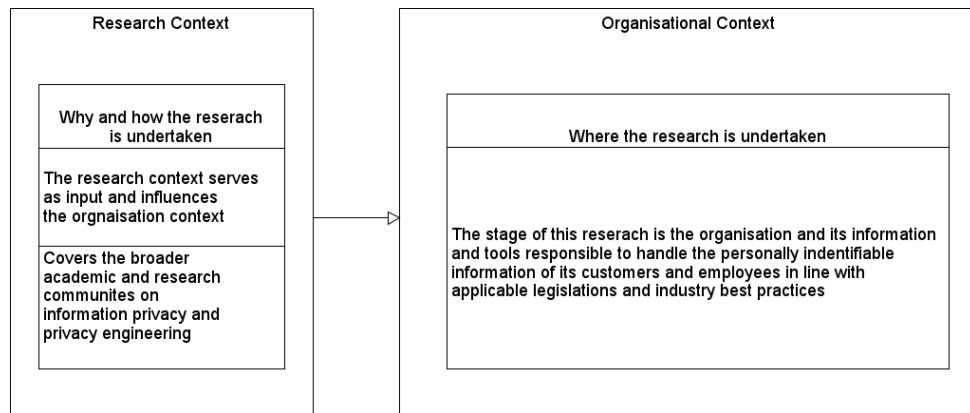 Research Context
Why and how the reserach
is undertaken
The research context serves
as input and influences
the orgnaisation context
Covers the broader
academic and research
communites on
information privacy and
privacy engineering
Organisational Context
Where the research is undertaken
The stage of this reserach is the organisation and its information
and tools responsible to handle the personally indentifiable
information of its customers and employees in line with
applicable legislations and industry best practices